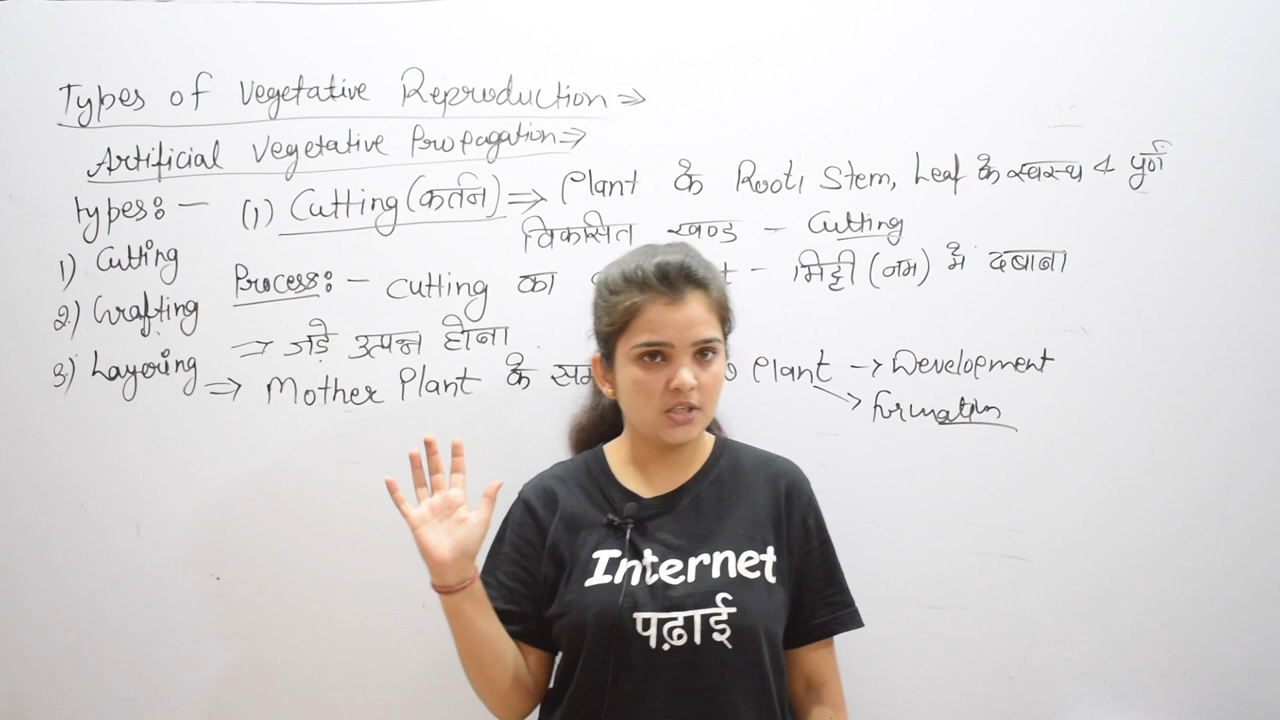 Types of Vegetative Reproduction ⇒
Artificial Vegetative Propagation ⇒
Types: - (1) Cutting (कर्तन) ⇒ Plant के Root, Stem, Leaf के स्वस्थ व पूर्ण
विकसित खण्ड - Cutting
1) Cutting
Process: - Cutting का - मिट्टी (नम) में दबाना
2) Grafting
⇒ जड़े उत्पन्न होना
3) Layering
⇒ Mother Plant के Plant → Development
→ formation
Internet
पढ़ाई